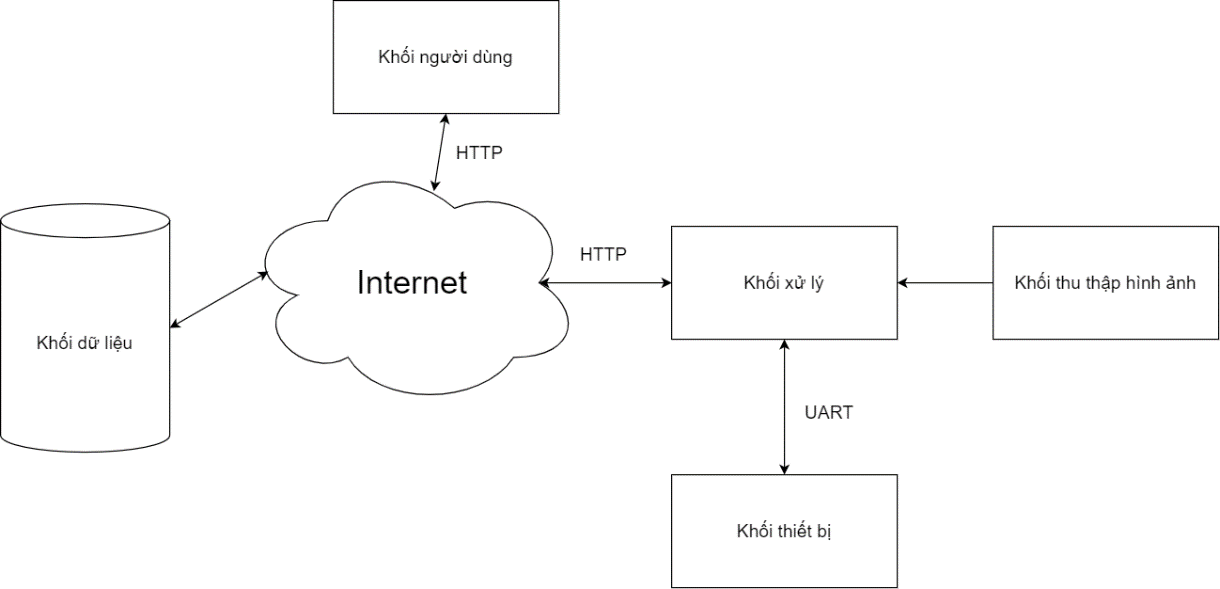 Khối người dùng
HTTP
Internet
HTTP
Khối xử lý
Khối thu thập hình ảnh
Khối dữ liệu
UART
Khối thiết bị